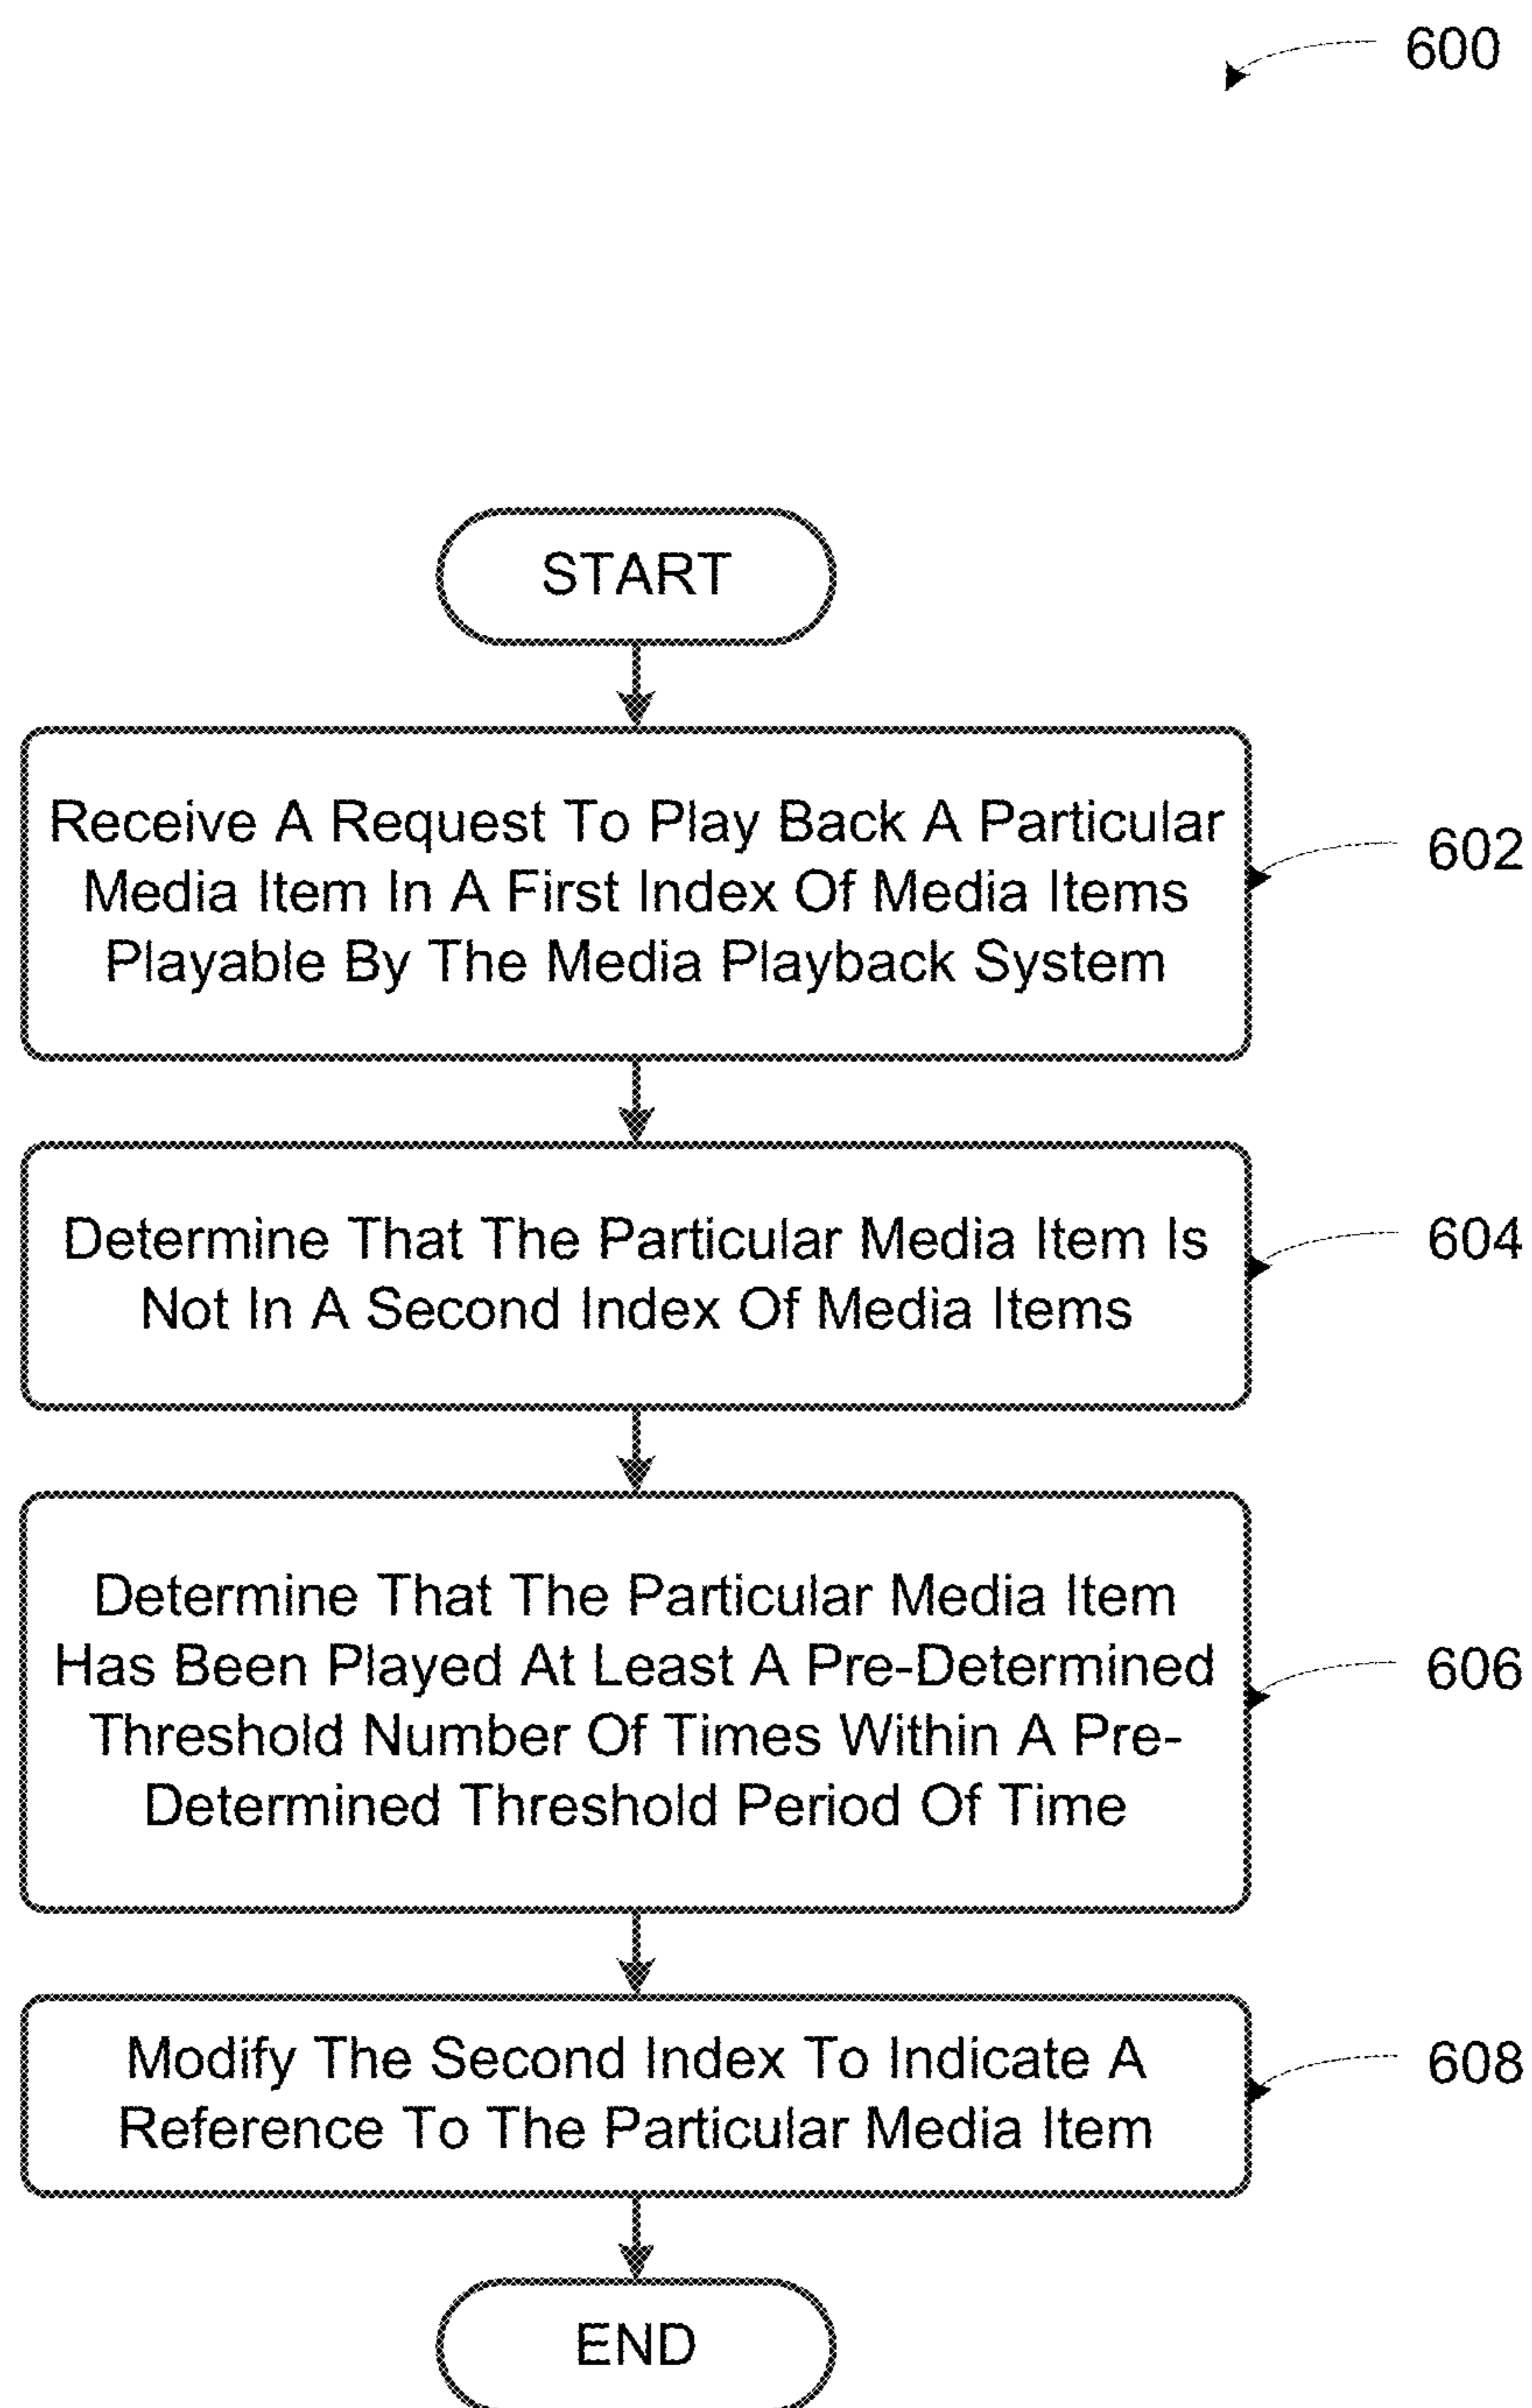 600
START
Receive A Request To Play Back A Particular
Media Item In A First Index Of Media Items
Playable By The Media Playback System
602
Determine That The Particular Media Item Is
Not In A Second Index Of Media Items
604
Determine That The Particular Media Item
Has Been Played At Least A Pre-Determined
Threshold Number Of Times Within A Pre-
Determined Threshold Period Of Time
606
Modify The Second Index To Indicate A
Reference To The Particular Media Item
608
END